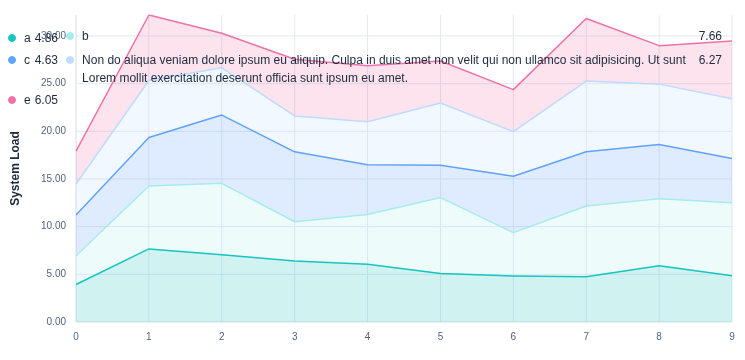 a 4.86
b 7.66
c 4.63
Non do aliqua veniam dolore ipsum eu aliquip. Culpa in duis amet non velit qui non ullamco sit adipisicing. Ut sunt 6.27
Lorem mollit exercitation deserunt officia sunt ipsum eu amet.
e 6.05
System Load
30.00
25.00
20.00
15.00
10.00
5.00
0.00
0 1 2 3 4 5 6 7 8 9